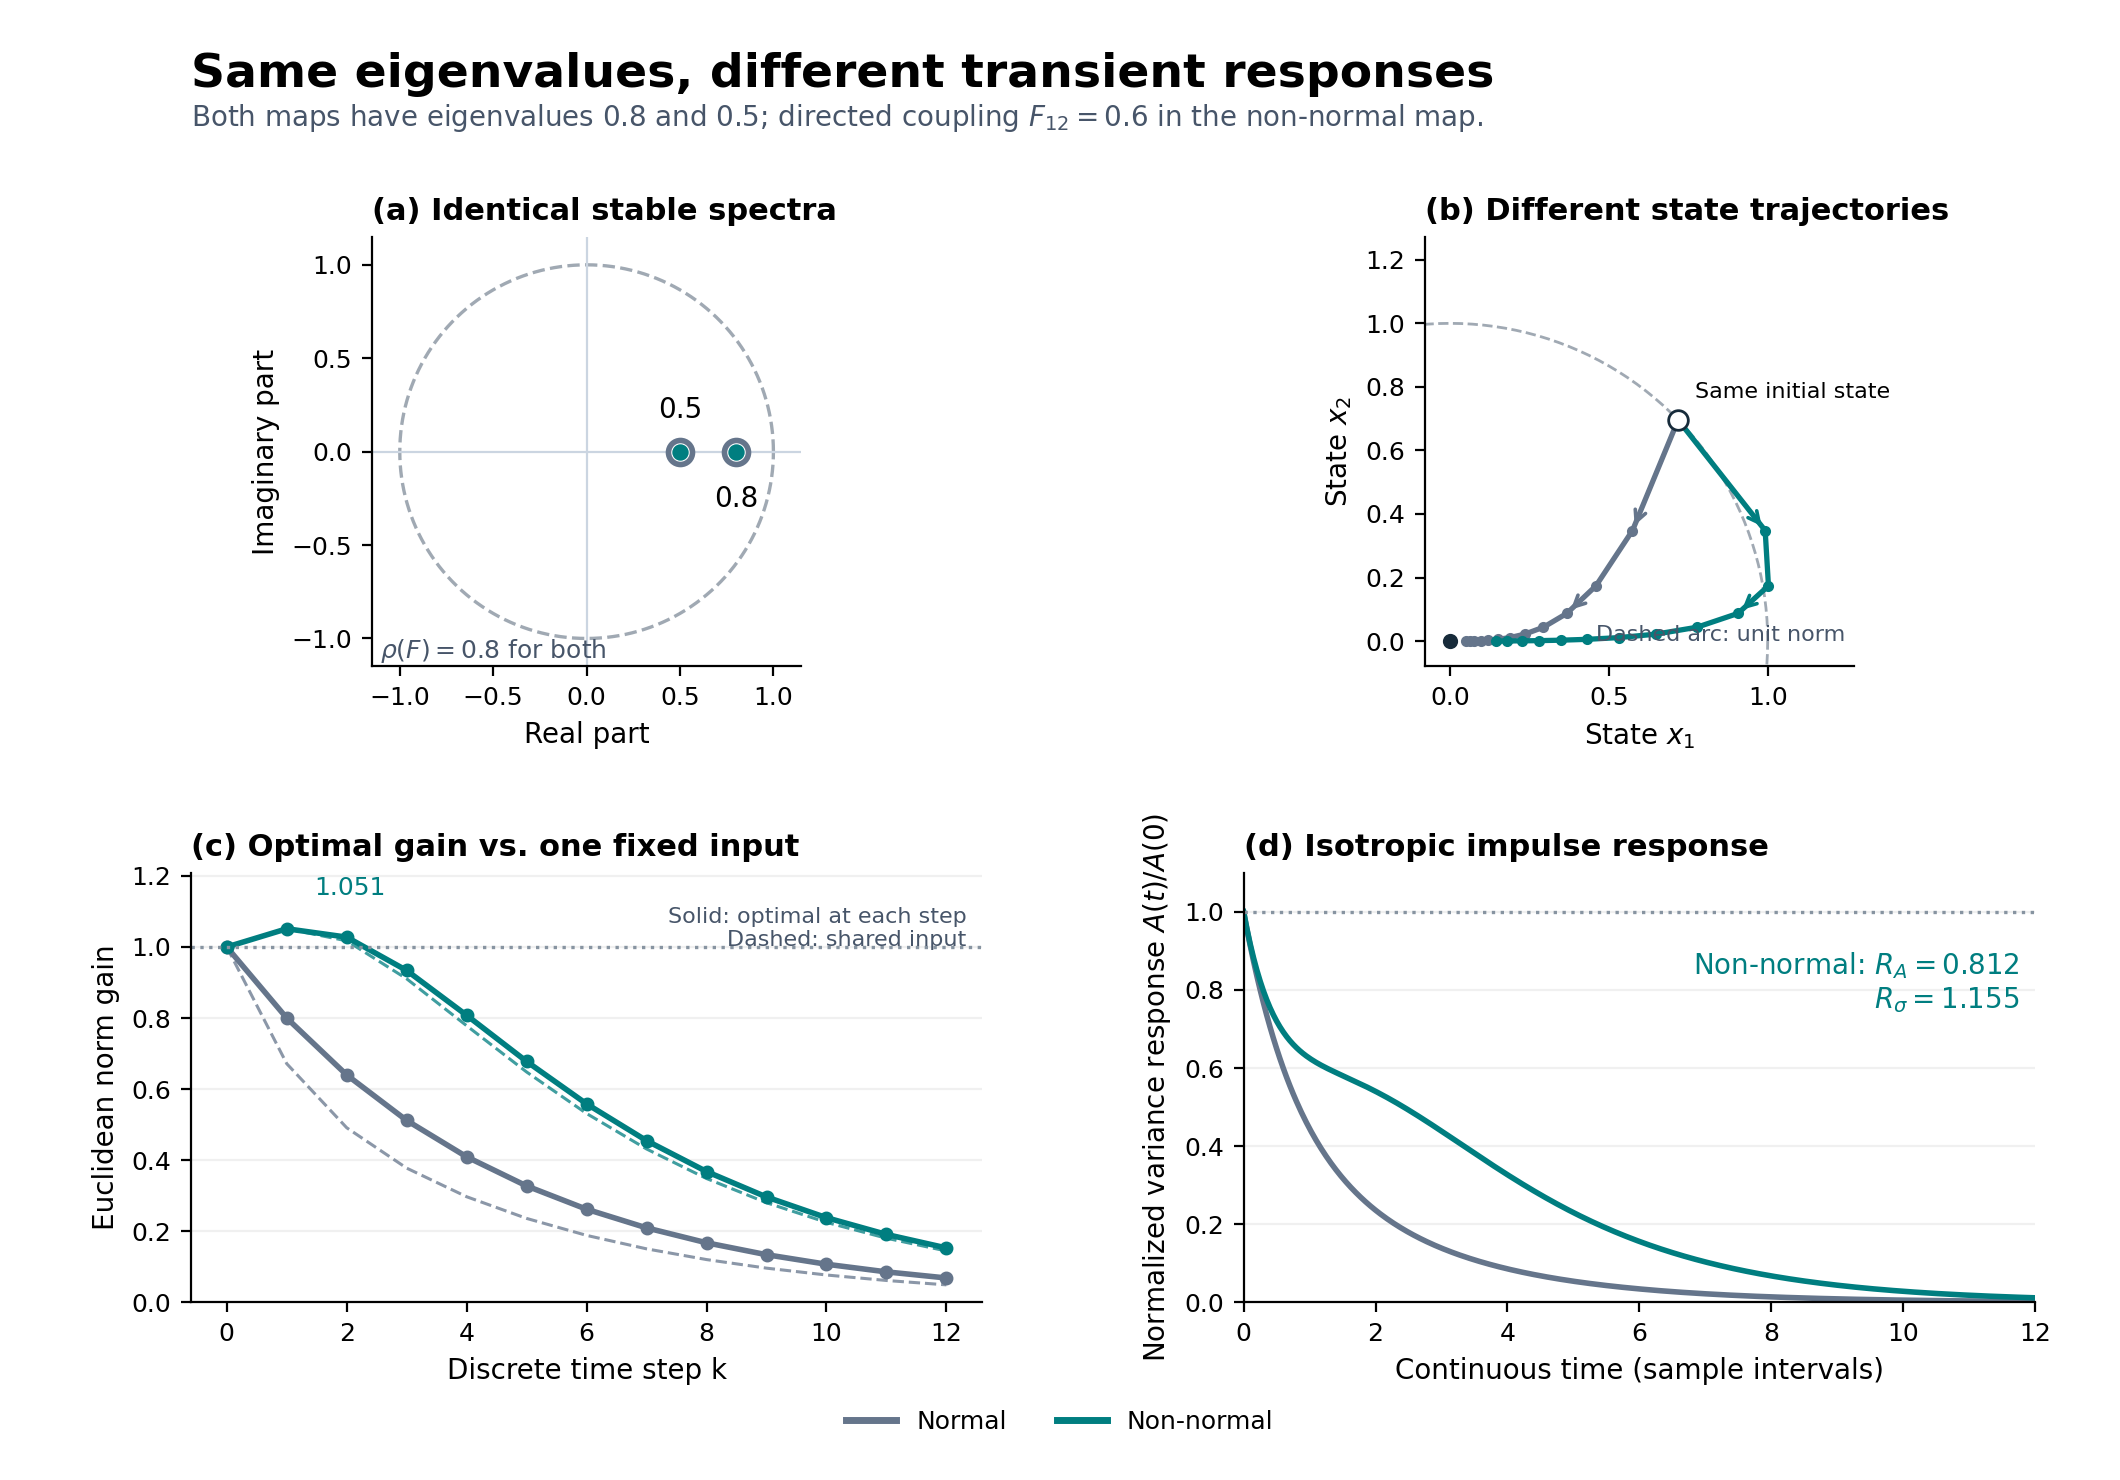 Same eigenvalues, different transient responses
Both maps have eigenvalues 0.8 and 0.5; directed coupling F₁₂ = 0.6 in the non-normal map.
(a) Identical stable spectra
Imaginary part
1.0
0.5
0.0
−0.5
−1.0
0.5
0.8
ρ(F) = 0.8 for both
−1.0 −0.5 0.0 0.5 1.0
Real part
(b) Different state trajectories
State x₂
1.2
1.0
0.8
0.6
0.4
0.2
0.0
Same initial state
Dashed arc: unit norm
0.0 0.5 1.0
State x₁
(c) Optimal gain vs. one fixed input
Euclidean norm gain
1.2
1.0
0.8
0.6
0.4
0.2
0.0
1.051
Solid: optimal at each step
Dashed: shared input
0 2 4 6 8 10 12
Discrete time step k
(d) Isotropic impulse response
Normalized variance response A(t)/A(0)
1.0
0.8
0.6
0.4
0.2
0.0
Non-normal: R_A = 0.812
R_σ = 1.155
0 2 4 6 8 10 12
Continuous time (sample intervals)
Normal Non-normal